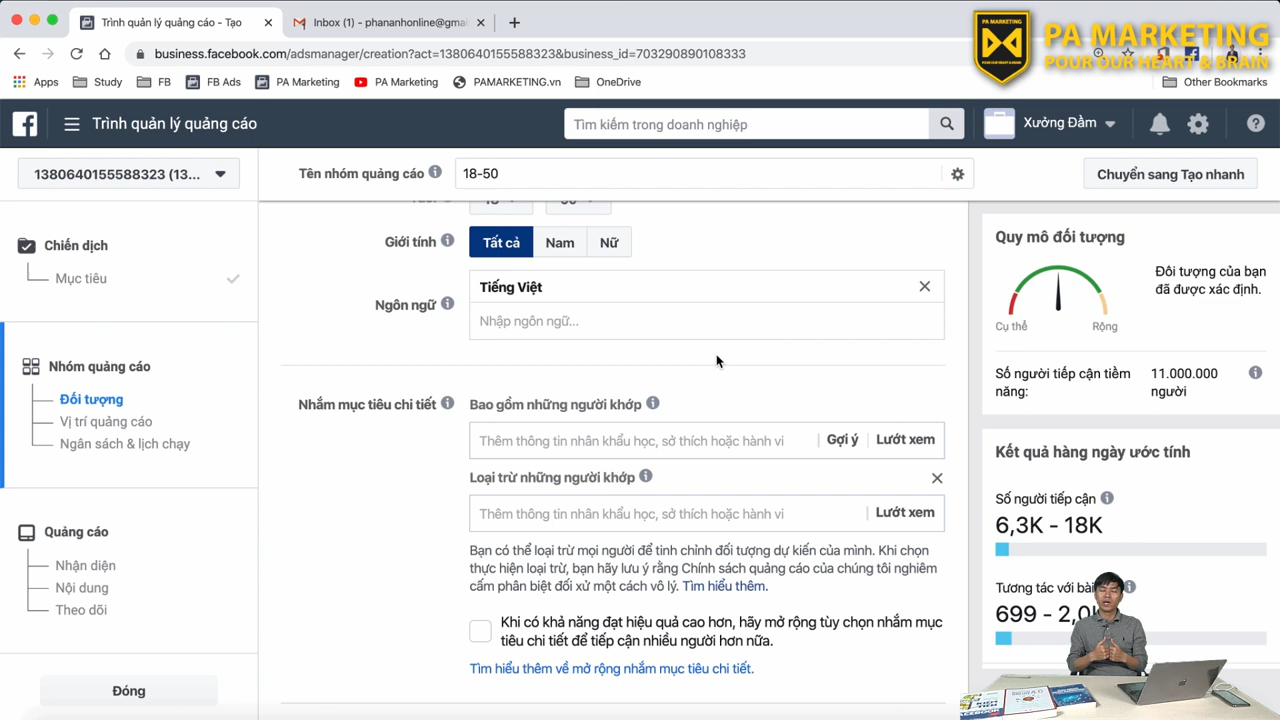 Trình quản lý quảng cáo - Tạo
Inbox (1) - phananhonline@gma
PA MARKETING
PA MARKETING
POUR OUR HEART & BRAIN
business.facebook.com/adsmanager/creation?act=1380640155588323&business_id=703290890108333
Apps
Study
FB
FB Ads
PA Marketing
PA Marketing
PAMARKETING.vn
OneDrive
Other Bookmarks
Trình quản lý quảng cáo
Tìm kiếm trong doanh nghiệp
Xưởng Đầm
1380640155588323 (13...
Tên nhóm quảng cáo
18-50
Chuyển sang Tạo nhanh
Chiến dịch
Mục tiêu
Nhóm quảng cáo
Đối tượng
Vị trí quảng cáo
Ngân sách & lịch chạy
Quảng cáo
Nhận diện
Nội dung
Theo dõi
Đóng
Giới tính
Tất cả
Nam
Nữ
Ngôn ngữ
Tiếng Việt
Nhập ngôn ngữ...
Nhắm mục tiêu chi tiết
Bao gồm những người khớp
Thêm thông tin nhân khẩu học, sở thích hoặc hành vi
Gợi ý
Lướt xem
Loại trừ những người khớp
Thêm thông tin nhân khẩu học, sở thích hoặc hành vi
Lướt xem
Bạn có thể loại trừ mọi người để tinh chỉnh đối tượng dự kiến của mình. Khi chọn
thực hiện loại trừ, bạn hãy lưu ý rằng Chính sách quảng cáo của chúng tôi nghiêm
cấm phân biệt đối xử một cách vô lý. Tìm hiểu thêm.
Khi có khả năng đạt hiệu quả cao hơn, hãy mở rộng tùy chọn nhắm mục
tiêu chi tiết để tiếp cận nhiều người hơn nữa.
Tìm hiểu thêm về mở rộng nhắm mục tiêu chi tiết.
Quy mô đối tượng
Cụ thể
Rộng
Đối tượng của bạn
đã được xác định.
Số người tiếp cận tiềm
năng:
11.000.000
người
Kết quả hàng ngày ước tính
Số người tiếp cận
6,3K - 18K
Tương tác với bài
699 - 2,0K